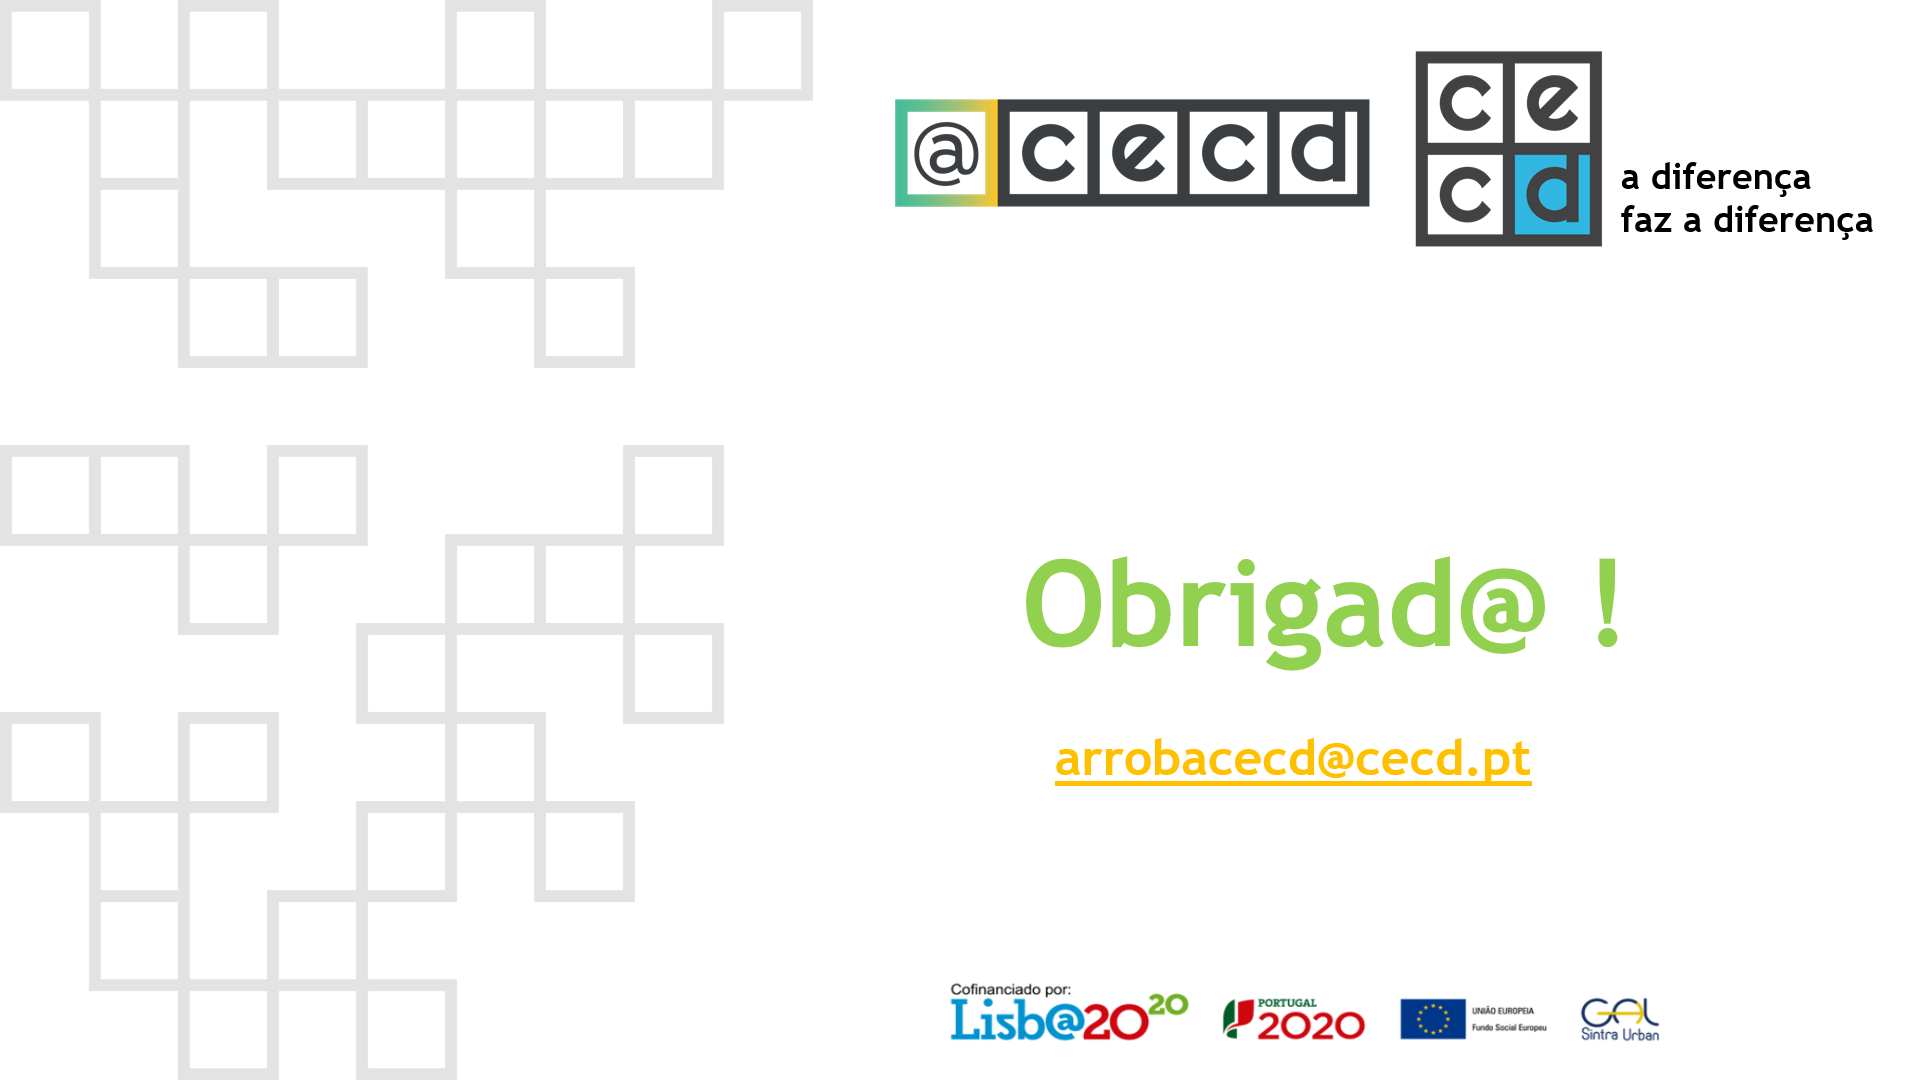 @cecd
ce
cd
a diferença
faz a diferença
Obrigad@ !
arrobacecd@cecd.pt
Cofinanciado por:
Lisb@2020
PORTUGAL
2020
UNIÃO EUROPEIA
Fundo Social Europeu
GAL
Sintra Urban